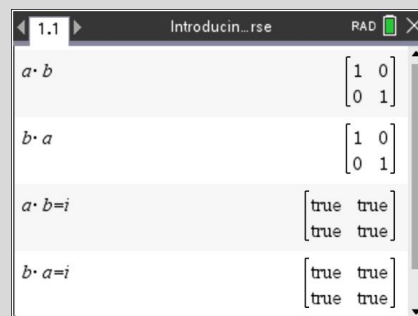 1.1 Introducin...rse RAD
a· b [1 0
0 1]
b· a [1 0
0 1]
a· b=i [true true
true true]
b· a=i [true true
true true]